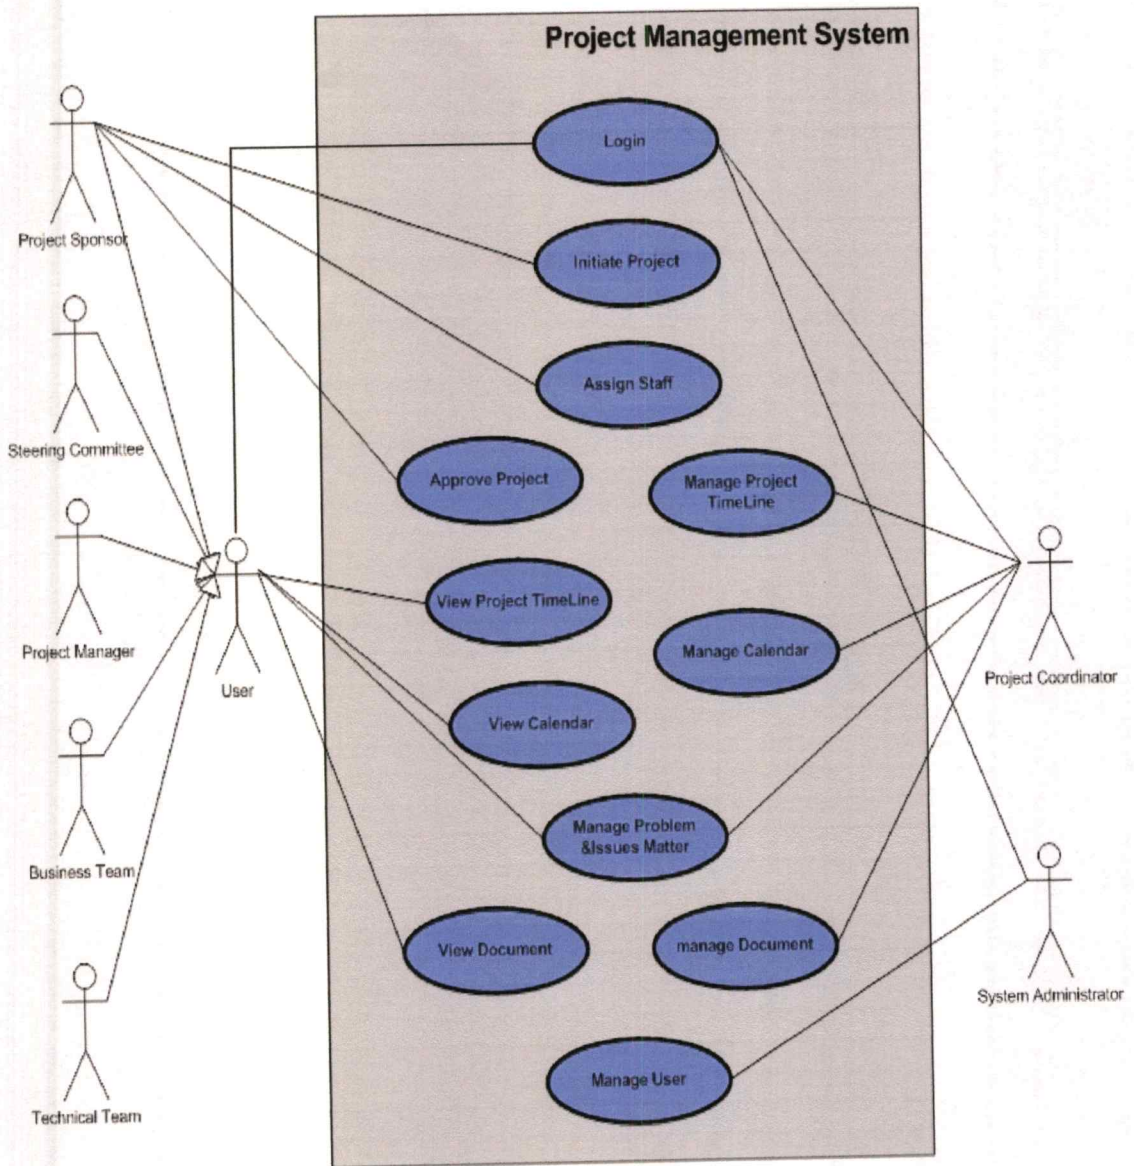 Project Management System
Login
Project Sponsor
Initiate Project
Assign Staff
Steering Committee
Approve Project
Manage Project
TimeLine
View Project TimeLine
Project Manager
Manage Calendar
Project Coordinator
User
View Calendar
Manage Problem
&Issues Matter
Business Team
View Document
manage Document
System Administrator
Manage User
Technical Team